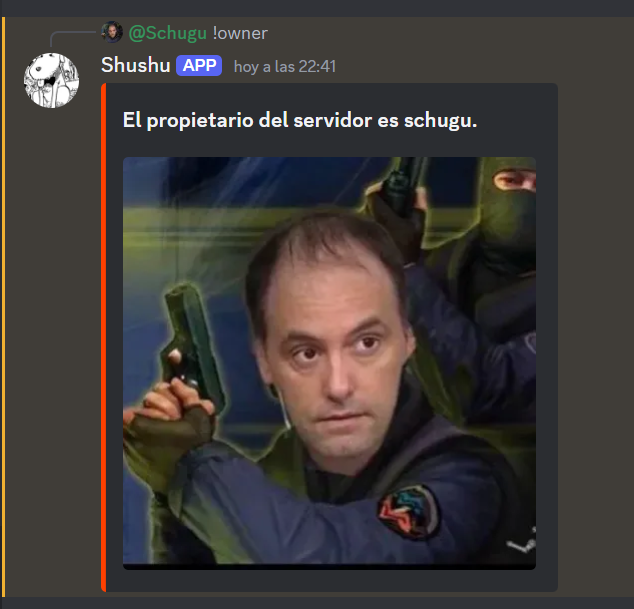 @Schugu !owner
Shushu APP hoy a las 22:41
El propietario del servidor es schugu.